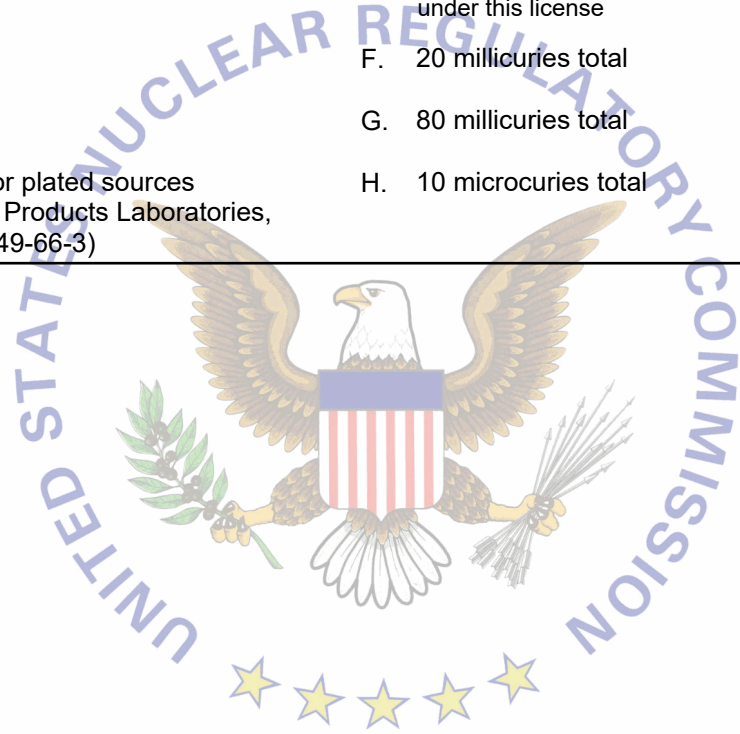 under this license
F. 20 millicuries total
G. 80 millicuries total
or plated sources H. 10 microcuries total
Products Laboratories,
49-66-3)
UNITED STATES NUCLEAR REGULATORY COMMISSION